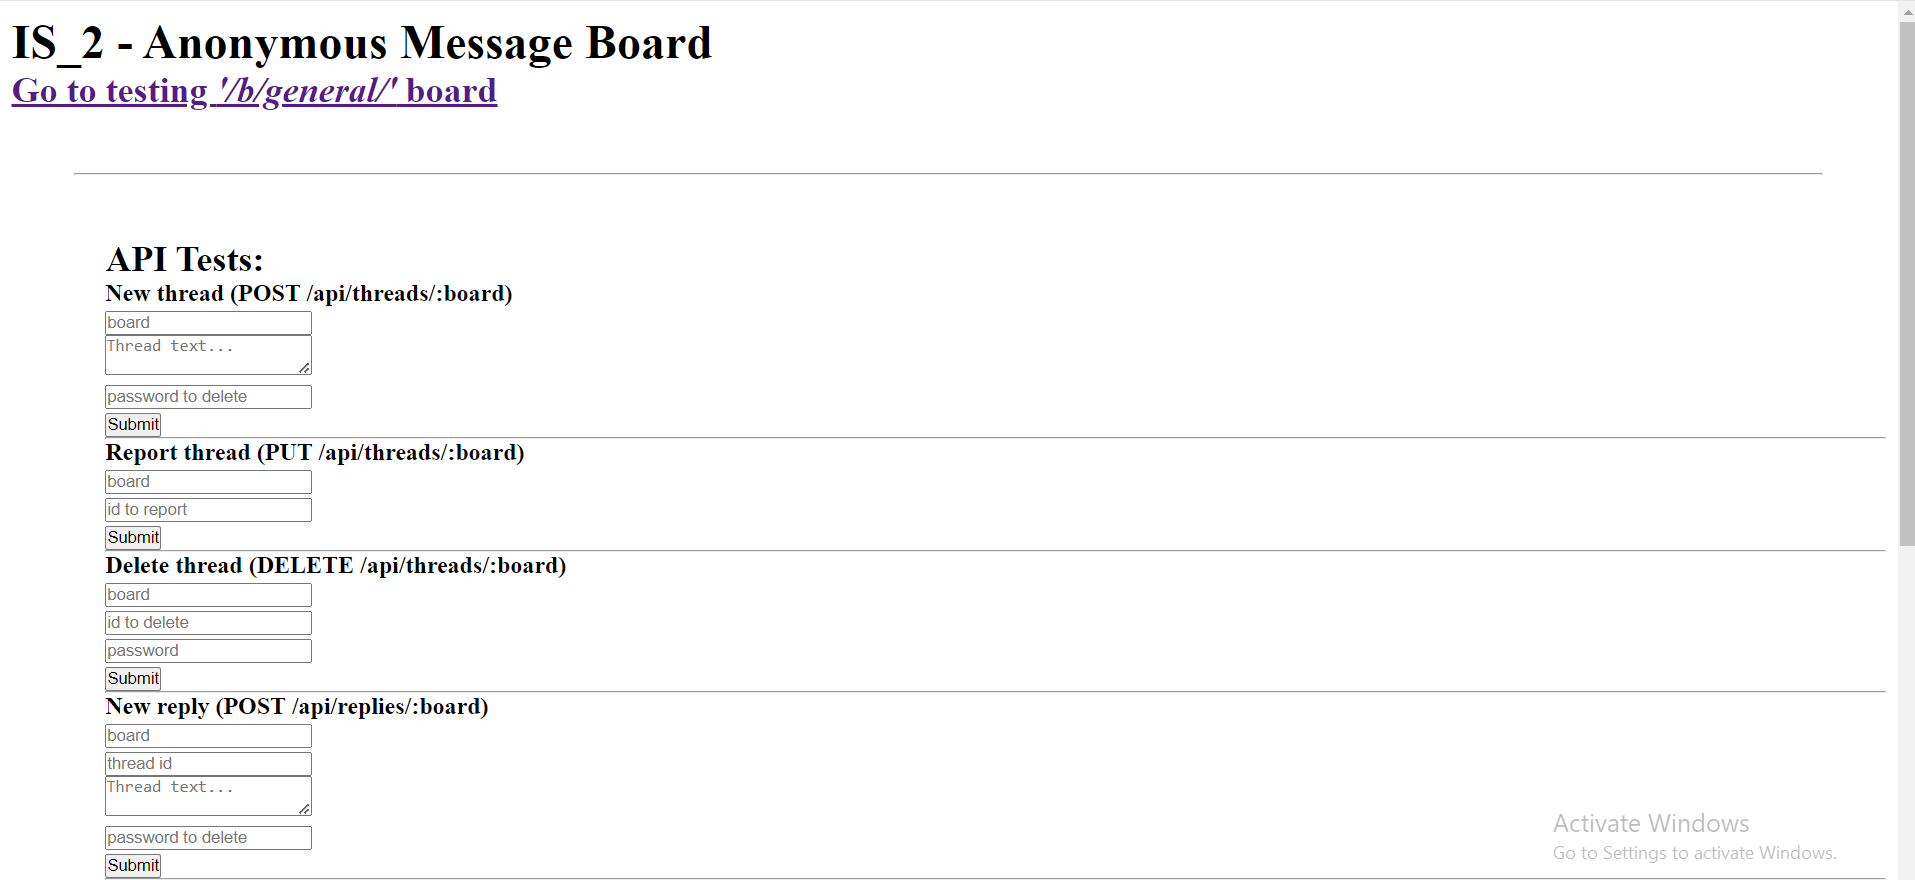 IS_2 - Anonymous Message Board
Go to testing '/b/general/' board
API Tests:
New thread (POST /api/threads/:board)
board
Thread text...
password to delete
Submit
Report thread (PUT /api/threads/:board)
board
id to report
Submit
Delete thread (DELETE /api/threads/:board)
board
id to delete
password
Submit
New reply (POST /api/replies/:board)
board
thread id
Thread text...
password to delete
Submit
Activate Windows
Go to Settings to activate Windows.